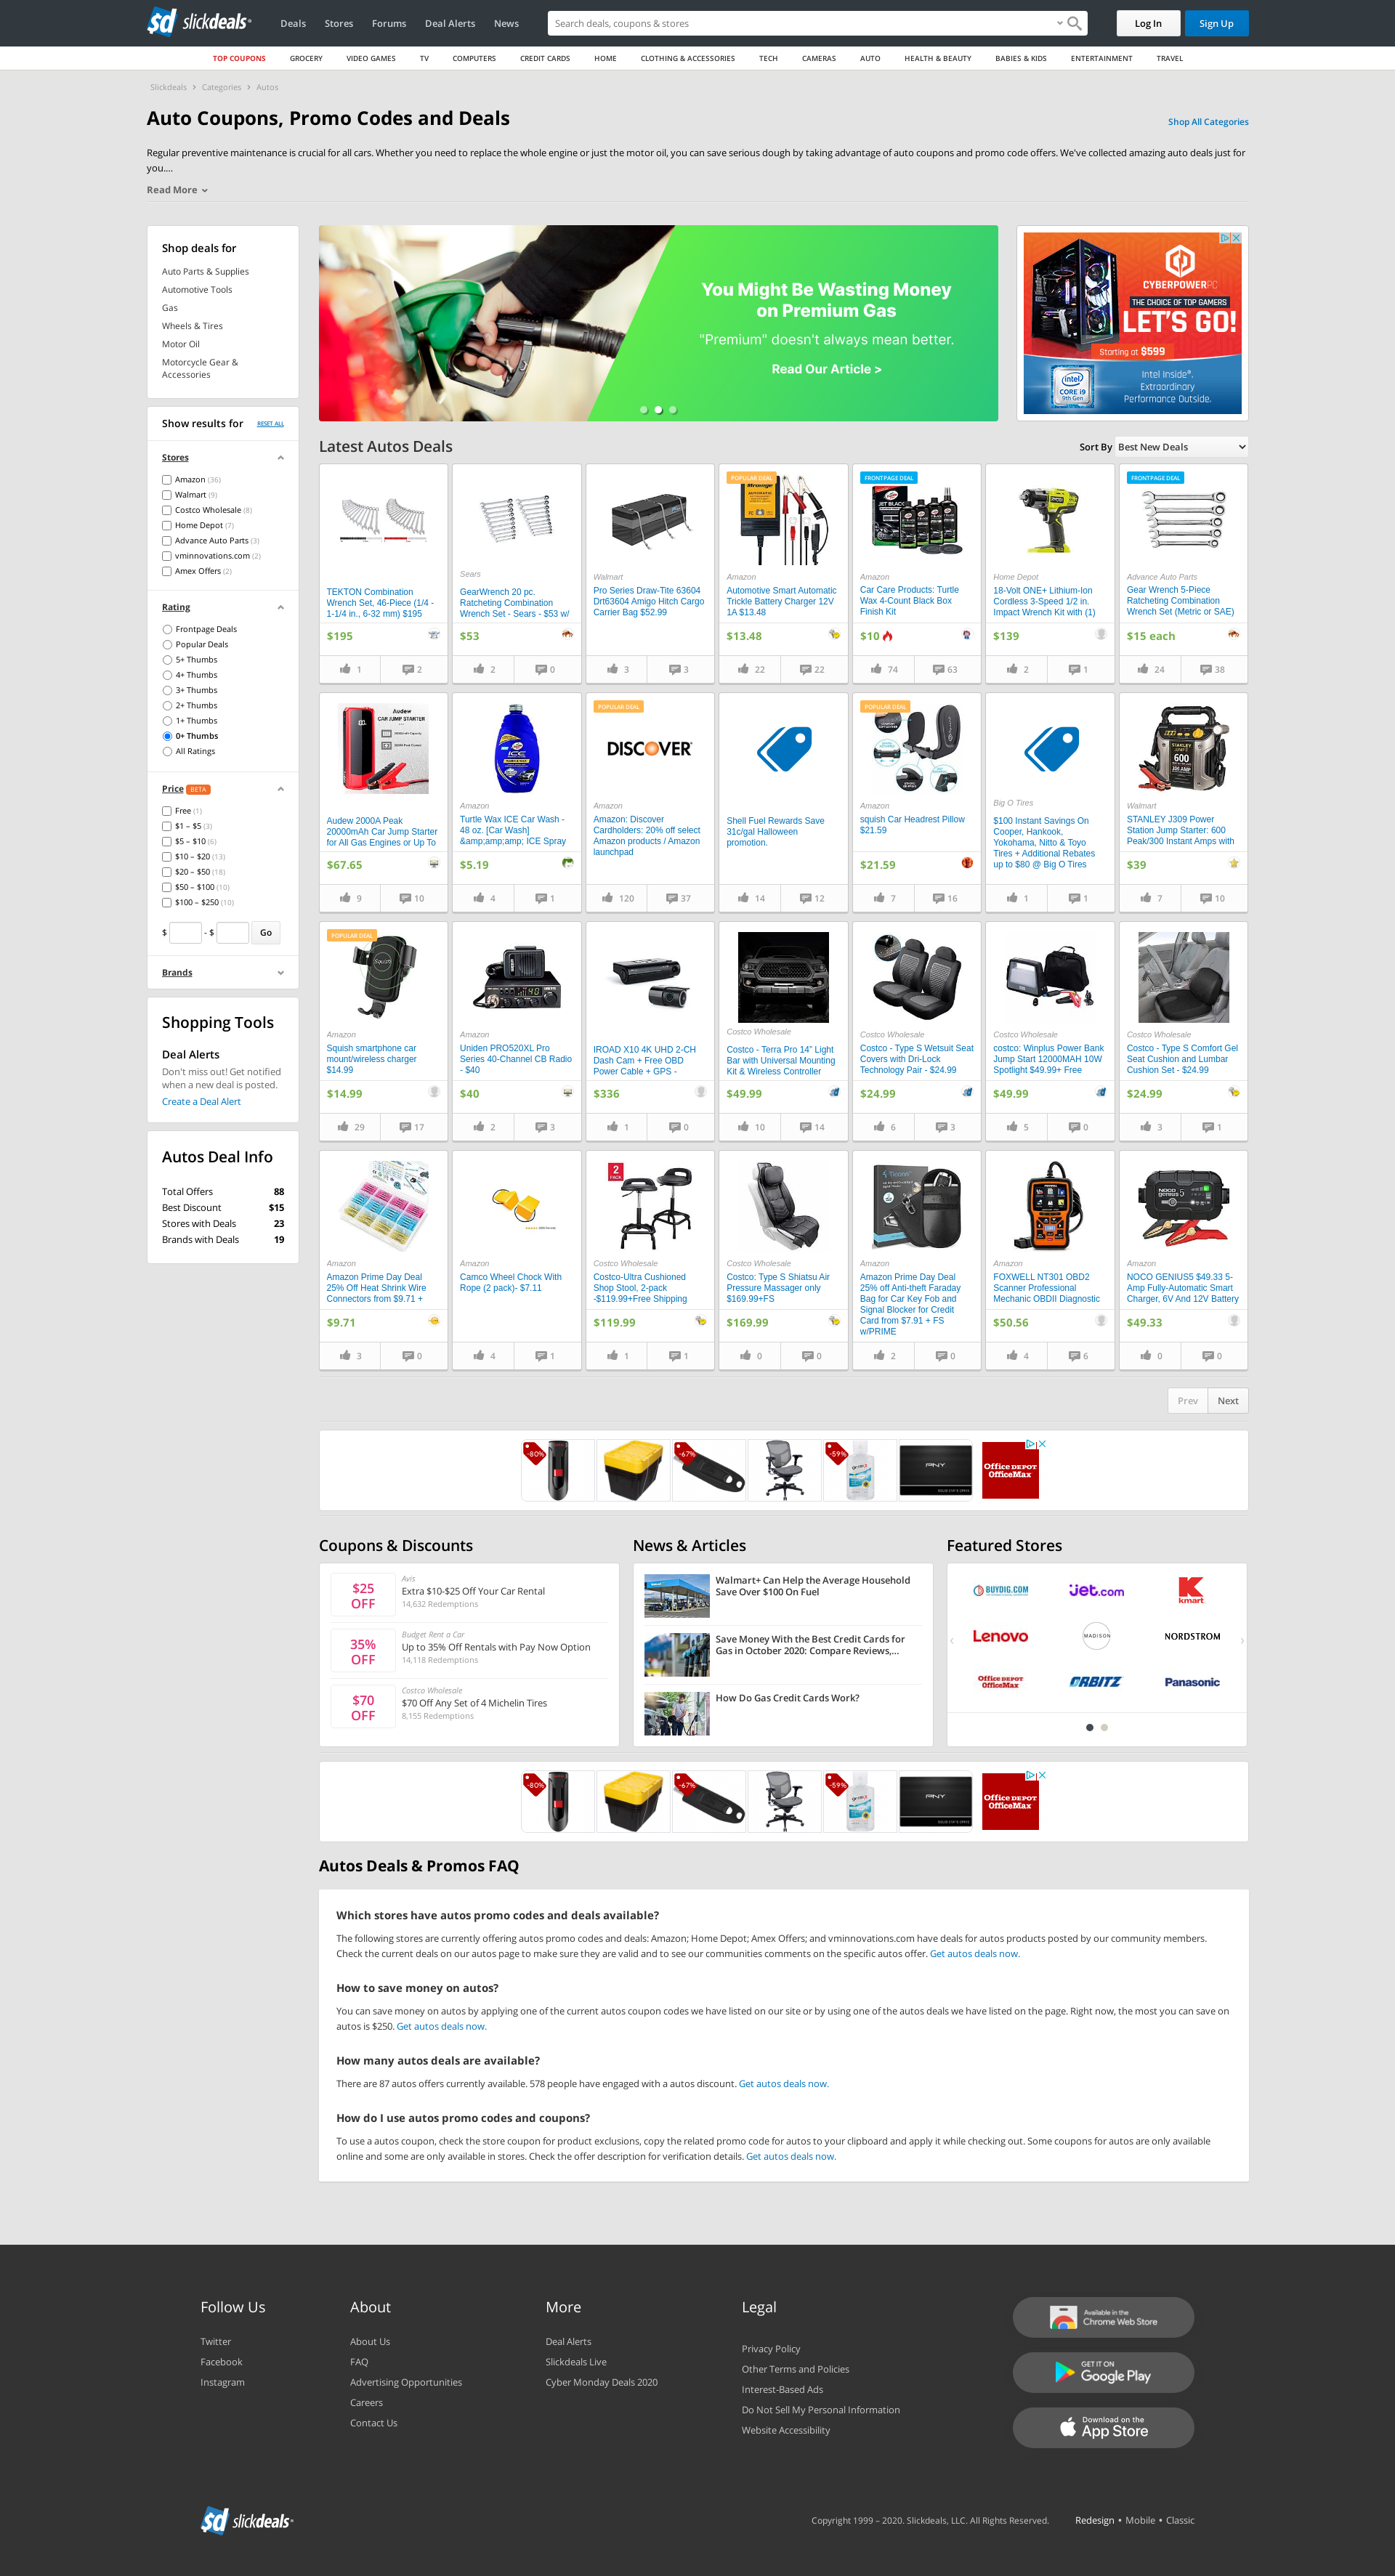 slickdeals
Deals
Stores
Forums
Deal Alerts
News
Search deals, coupons & stores
Log In
Sign Up
TOP COUPONS
GROCERY
VIDEO GAMES
TV
COMPUTERS
CREDIT CARDS
HOME
CLOTHING & ACCESSORIES
TECH
CAMERAS
AUTO
HEALTH & BEAUTY
BABIES & KIDS
ENTERTAINMENT
TRAVEL
Slickdeals › Categories › Autos
Auto Coupons, Promo Codes and Deals
Shop All Categories
Regular preventive maintenance is crucial for all cars. Whether you need to replace the whole engine or just the motor oil, you can save serious dough by taking advantage of auto coupons and promo code offers. We've collected amazing auto deals just for
you....
Read More
Shop deals for
Auto Parts & Supplies
Automotive Tools
Gas
Wheels & Tires
Motor Oil
Motorcycle Gear &
Accessories
Show results for
RESET ALL
Stores
Amazon (36)
Walmart (9)
Costco Wholesale (8)
Home Depot (7)
Advance Auto Parts (3)
vminnovations.com (2)
Amex Offers (2)
Rating
Frontpage Deals
Popular Deals
5+ Thumbs
4+ Thumbs
3+ Thumbs
2+ Thumbs
1+ Thumbs
0+ Thumbs
All Ratings
Price BETA
Free (1)
$1 – $5 (3)
$5 – $10 (6)
$10 – $20 (13)
$20 – $50 (18)
$50 – $100 (10)
$100 – $250 (10)
$ - $ Go
Brands
Shopping Tools
Deal Alerts
Don't miss out! Get notified
when a new deal is posted.
Create a Deal Alert
Autos Deal Info
Total Offers 88
Best Discount $15
Stores with Deals 23
Brands with Deals 19
You Might Be Wasting Money
on Premium Gas
"Premium" doesn't always mean better.
Read Our Article >
CYBERPOWERPC
THE CHOICE OF TOP GAMERS
LET'S GO!
Starting at $599
intel
CORE i9
9th Gen
Intel Inside®.
Extraordinary
Performance Outside.
Latest Autos Deals
Sort By Best New Deals
TEKTON Combination
Wrench Set, 46-Piece (1/4 -
1-1/4 in., 6-32 mm) $195
$195
1
2
Sears
GearWrench 20 pc.
Ratcheting Combination
Wrench Set - Sears - $53 w/
$53
2
0
Walmart
Pro Series Draw-Tite 63604
Drt63604 Amigo Hitch Cargo
Carrier Bag $52.99
3
3
POPULAR DEAL
Amazon
Automotive Smart Automatic
Trickle Battery Charger 12V
1A $13.48
$13.48
22
22
FRONTPAGE DEAL
Amazon
Car Care Products: Turtle
Wax 4-Count Black Box
Finish Kit
$10
74
63
Home Depot
18-Volt ONE+ Lithium-Ion
Cordless 3-Speed 1/2 in.
Impact Wrench Kit with (1)
$139
2
1
FRONTPAGE DEAL
Advance Auto Parts
Gear Wrench 5-Piece
Ratcheting Combination
Wrench Set (Metric or SAE)
$15 each
24
38
Audew
CAR JUMP STARTER
Audew 2000A Peak
20000mAh Car Jump Starter
for All Gas Engines or Up To
$67.65
9
10
Amazon
Turtle Wax ICE Car Wash -
48 oz. [Car Wash]
&amp;amp;amp; ICE Spray
$5.19
4
1
POPULAR DEAL
DISCOVER
Amazon
Amazon: Discover
Cardholders: 20% off select
Amazon products / Amazon
launchpad
120
37
Shell Fuel Rewards Save
31c/gal Halloween
promotion.
14
12
POPULAR DEAL
Amazon
squish Car Headrest Pillow
$21.59
$21.59
7
16
Big O Tires
$100 Instant Savings On
Cooper, Hankook,
Yokohama, Nitto & Toyo
Tires + Additional Rebates
up to $80 @ Big O Tires
1
1
STANLEY
600
Walmart
STANLEY J309 Power
Station Jump Starter: 600
Peak/300 Instant Amps with
$39
7
10
POPULAR DEAL
Amazon
Squish smartphone car
mount/wireless charger
$14.99
$14.99
29
17
Amazon
Uniden PRO520XL Pro
Series 40-Channel CB Radio
- $40
$40
2
3
IROAD X10 4K UHD 2-CH
Dash Cam + Free OBD
Power Cable + GPS -
$336
1
0
Costco Wholesale
Costco - Terra Pro 14” Light
Bar with Universal Mounting
Kit & Wireless Controller
$49.99
10
14
Costco Wholesale
Costco - Type S Wetsuit Seat
Covers with Dri-Lock
Technology Pair - $24.99
$24.99
6
3
Costco Wholesale
costco: Winplus Power Bank
Jump Start 12000MAH 10W
Spotlight $49.99+ Free
$49.99
5
0
Costco Wholesale
Costco - Type S Comfort Gel
Seat Cushion and Lumbar
Cushion Set - $24.99
$24.99
3
1
Amazon
Amazon Prime Day Deal
25% Off Heat Shrink Wire
Connectors from $9.71 +
$9.71
3
0
Amazon
Camco Wheel Chock With
Rope (2 pack)- $7.11
4
1
2
PACK
Costco Wholesale
Costco-Ultra Cushioned
Shop Stool, 2-pack
-$119.99+Free Shipping
$119.99
1
1
Costco Wholesale
Costco: Type S Shiatsu Air
Pressure Massager only
$169.99+FS
$169.99
0
0
Amazon
Amazon Prime Day Deal
25% off Anti-theft Faraday
Bag for Car Key Fob and
Signal Blocker for Credit
Card from $7.91 + FS
w/PRIME
2
0
Amazon
FOXWELL NT301 OBD2
Scanner Professional
Mechanic OBDII Diagnostic
$50.56
4
6
Amazon
NOCO GENIUS5 $49.33 5-
Amp Fully-Automatic Smart
Charger, 6V And 12V Battery
$49.33
0
0
Prev
Next
-80%
-67%
-59%
PNY
Office DEPOT
OfficeMax
Coupons & Discounts
$25
OFF
Avis
Extra $10-$25 Off Your Car Rental
14,632 Redemptions
35%
OFF
Budget Rent a Car
Up to 35% Off Rentals with Pay Now Option
14,118 Redemptions
$70
OFF
Costco Wholesale
$70 Off Any Set of 4 Michelin Tires
8,155 Redemptions
News & Articles
Walmart+ Can Help the Average Household
Save Over $100 On Fuel
Save Money With the Best Credit Cards for
Gas in October 2020: Compare Reviews,...
How Do Gas Credit Cards Work?
Featured Stores
BUYDIG.COM
jet.com
kmart
Lenovo
MADISON
NORDSTROM
Office DEPOT
OfficeMax
ORBITZ
Panasonic
-80%
-67%
-59%
PNY
Office DEPOT
OfficeMax
Autos Deals & Promos FAQ
Which stores have autos promo codes and deals available?
The following stores are currently offering autos promo codes and deals: Amazon; Home Depot; Amex Offers; and vminnovations.com have deals for autos products posted by our community members.
Check the current deals on our autos page to make sure they are valid and to see our communities comments on the specific autos offer. Get autos deals now.
How to save money on autos?
You can save money on autos by applying one of the current autos coupon codes we have listed on our site or by using one of the autos deals we have listed on the page. Right now, the most you can save on
autos is $250. Get autos deals now.
How many autos deals are available?
There are 87 autos offers currently available. 578 people have engaged with a autos discount. Get autos deals now.
How do I use autos promo codes and coupons?
To use a autos coupon, check the store coupon for product exclusions, copy the related promo code for autos to your clipboard and apply it while checking out. Some coupons for autos are only available
online and some are only available in stores. Check the offer description for verification details. Get autos deals now.
Follow Us
Twitter
Facebook
Instagram
About
About Us
FAQ
Advertising Opportunities
Careers
Contact Us
More
Deal Alerts
Slickdeals Live
Cyber Monday Deals 2020
Legal
Privacy Policy
Other Terms and Policies
Interest-Based Ads
Do Not Sell My Personal Information
Website Accessibility
Available in the
Chrome Web Store
GET IT ON
Google Play
Download on the
App Store
slickdeals
Copyright 1999 – 2020. Slickdeals, LLC. All Rights Reserved.
Redesign • Mobile • Classic